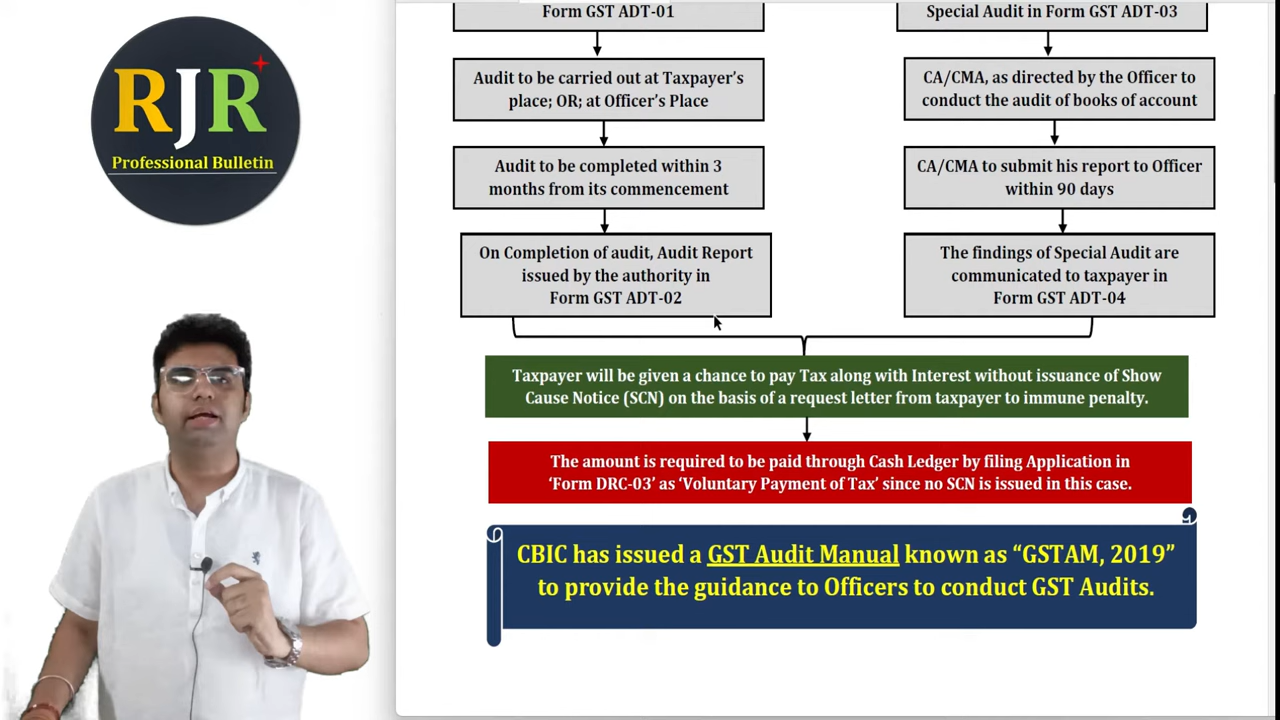 RJR
Professional Bulletin
Form GST ADT-01
Audit to be carried out at Taxpayer's
place; OR; at Officer's Place
Audit to be completed within 3
months from its commencement
On Completion of audit, Audit Report
issued by the authority in
Form GST ADT-02
Special Audit in Form GST ADT-03
CA/CMA, as directed by the Officer to
conduct the audit of books of account
CA/CMA to submit his report to Officer
within 90 days
The findings of Special Audit are
communicated to taxpayer in
Form GST ADT-04
Taxpayer will be given a chance to pay Tax along with Interest without issuance of Show
Cause Notice (SCN) on the basis of a request letter from taxpayer to immune penalty.
The amount is required to be paid through Cash Ledger by filing Application in
‘Form DRC-03’ as ‘Voluntary Payment of Tax’ since no SCN is issued in this case.
CBIC has issued a GST Audit Manual known as “GSTAM, 2019”
to provide the guidance to Officers to conduct GST Audits.